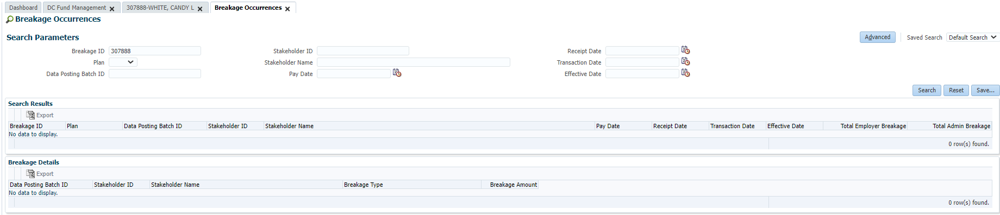 Dashboard DC Fund Management 307888-WHITE, CANDY L Breakage Occurrences
Breakage Occurrences
Search Parameters Advanced Saved Search Default Search
Breakage ID 307888 Stakeholder ID Receipt Date
Plan Stakeholder Name Transaction Date
Data Posting Batch ID Pay Date Effective Date
Search Reset Save...
Search Results
Export
Breakage ID Plan Data Posting Batch ID Stakeholder ID Stakeholder Name Pay Date Receipt Date Transaction Date Effective Date Total Employer Breakage Total Admin Breakage
No data to display.
0 row(s) found.
Breakage Details
Export
Data Posting Batch ID Stakeholder ID Stakeholder Name Breakage Type Breakage Amount
No data to display.
0 row(s) found.